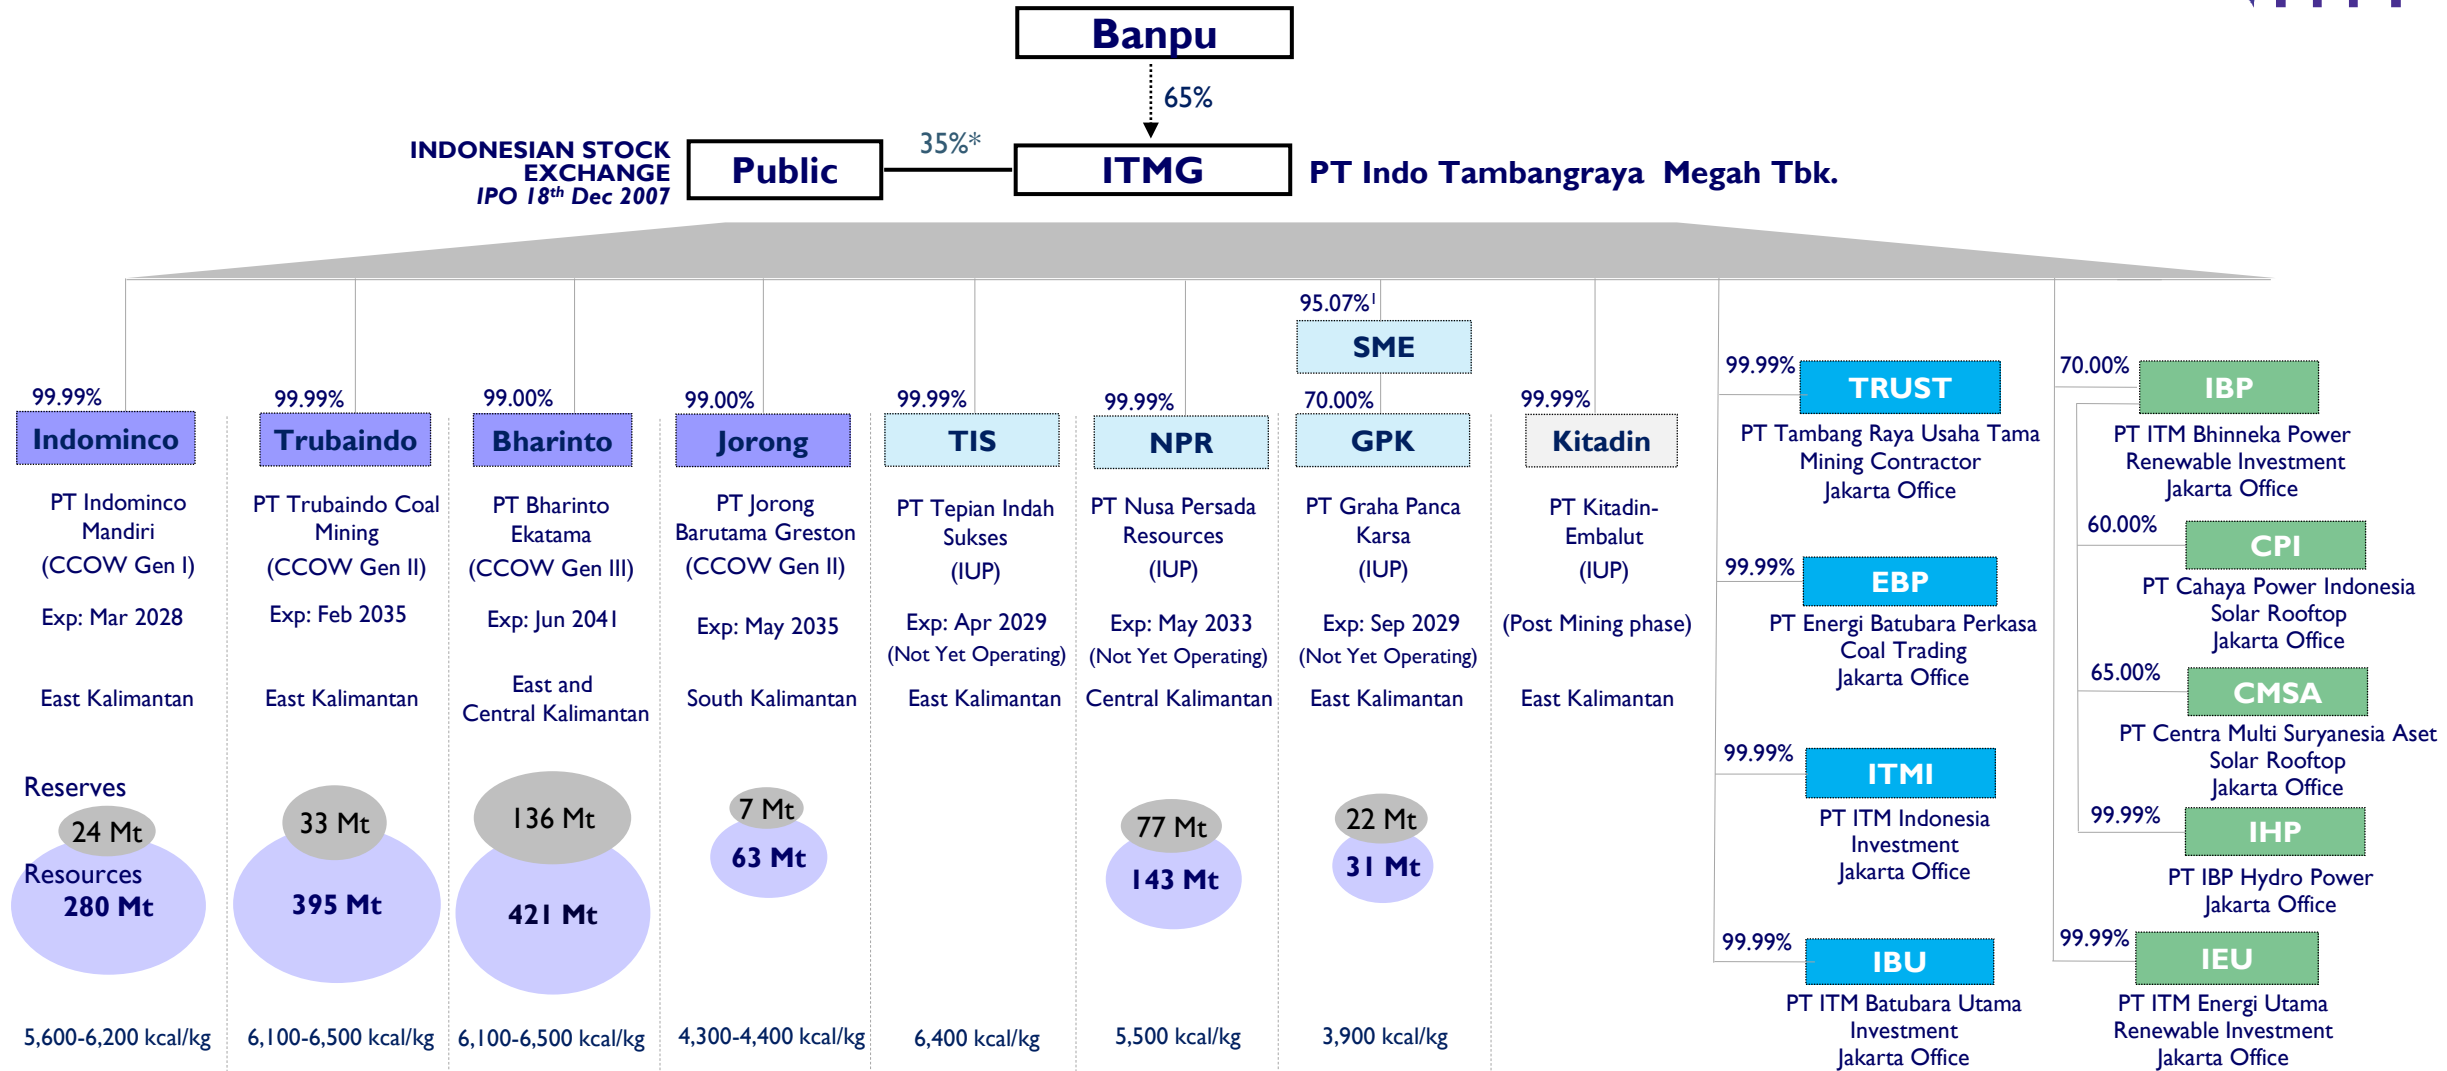 Banpu
65%
INDONESIAN STOCK
EXCHANGE
IPO 18th Dec 2007
Public
35%*
ITMG
PT Indo Tambangraya Megah Tbk.
99.99%
Indominco
PT Indominco
Mandiri
(CCOW Gen I)
Exp: Mar 2028
East Kalimantan
Reserves
24 Mt
Resources
280 Mt
5,600-6,200 kcal/kg
99.99%
Trubaindo
PT Trubaindo Coal
Mining
(CCOW Gen II)
Exp: Feb 2035
East Kalimantan
33 Mt
395 Mt
6,100-6,500 kcal/kg
99.00%
Bharinto
PT Bharinto
Ekatama
(CCOW Gen III)
Exp: Jun 2041
East and
Central Kalimantan
136 Mt
421 Mt
6,100-6,500 kcal/kg
99.00%
Jorong
PT Jorong
Barutama Greston
(CCOW Gen II)
Exp: May 2035
South Kalimantan
7 Mt
63 Mt
4,300-4,400 kcal/kg
99.99%
TIS
PT Tepian Indah
Sukses
(IUP)
Exp: Apr 2029
(Not Yet Operating)
East Kalimantan
6,400 kcal/kg
99.99%
NPR
PT Nusa Persada
Resources
(IUP)
Exp: May 2033
(Not Yet Operating)
Central Kalimantan
77 Mt
143 Mt
5,500 kcal/kg
95.07%1
SME
70.00%
GPK
PT Graha Panca
Karsa
(IUP)
Exp: Sep 2029
(Not Yet Operating)
East Kalimantan
22 Mt
31 Mt
3,900 kcal/kg
99.99%
Kitadin
PT Kitadin-
Embalut
(IUP)
(Post Mining phase)
East Kalimantan
99.99%
TRUST
PT Tambang Raya Usaha Tama
Mining Contractor
Jakarta Office
99.99%
EBP
PT Energi Batubara Perkasa
Coal Trading
Jakarta Office
99.99%
ITMI
PT ITM Indonesia
Investment
Jakarta Office
99.99%
IBU
PT ITM Batubara Utama
Investment
Jakarta Office
70.00%
IBP
PT ITM Bhinneka Power
Renewable Investment
Jakarta Office
60.00%
CPI
PT Cahaya Power Indonesia
Solar Rooftop
Jakarta Office
65.00%
CMSA
PT Centra Multi Suryanesia Aset
Solar Rooftop
Jakarta Office
99.99%
IHP
PT IBP Hydro Power
Jakarta Office
99.99%
IEU
PT ITM Energi Utama
Renewable Investment
Jakarta Office